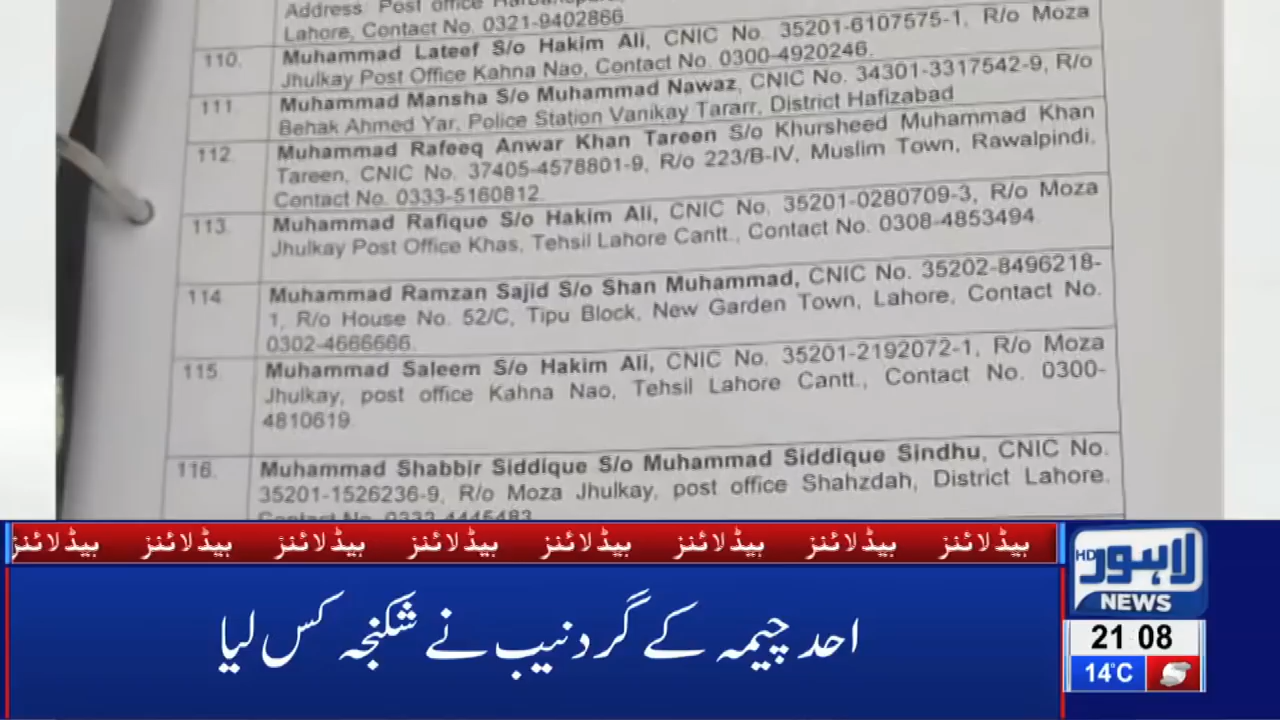 Address: Post office
Lahore, Contact No. 0321-9402866.
110. Muhammad Lateef S/o Hakim Ali, CNIC No. 35201-6107575-1, R/o Moza
Jhulkay Post Office Kahna Nao, Contact No. 0300-4920246.
111. Muhammad Mansha S/o Muhammad Nawaz, CNIC No. 34301-3317542-9, R/o
Behak Ahmed Yar, Police Station Vanikay Tararr, District Hafizabad
112. Muhammad Rafeeq Anwar Khan Tareen S/o Khursheed Muhammad Khan
Tareen, CNIC No. 37405-4578801-9, R/o 223/B-IV, Muslim Town, Rawalpindi,
Contact No. 0333-5160812.
113. Muhammad Rafique S/o Hakim Ali, CNIC No. 35201-0280709-3, R/o Moza
Jhulkay Post Office Khas, Tehsil Lahore Cantt., Contact No. 0308-4853494.
114. Muhammad Ramzan Sajid S/o Shan Muhammad, CNIC No. 35202-8496218-
1, R/o House No. 52/C, Tipu Block, New Garden Town, Lahore, Contact No.
0302-4666666.
115. Muhammad Saleem S/o Hakim Ali, CNIC No. 35201-2192072-1, R/o Moza
Jhulkay, post office Kahna Nao, Tehsil Lahore Cantt., Contact No. 0300-
4810619.
116. Muhammad Shabbir Siddique S/o Muhammad Siddique Sindhu, CNIC No.
35201-1526236-9, R/o Moza Jhulkay, post office Shahzdah, District Lahore.
Contact No. 0333-4445483
ہیڈلائنز ہیڈلائنز ہیڈلائنز ہیڈلائنز ہیڈلائنز ہیڈلائنز ہیڈلائنز ہیڈلائنز
احد چیمہ کے گرد نیب نے شکنجہ کس لیا
HD لاہور
NEWS
21 08
14°C